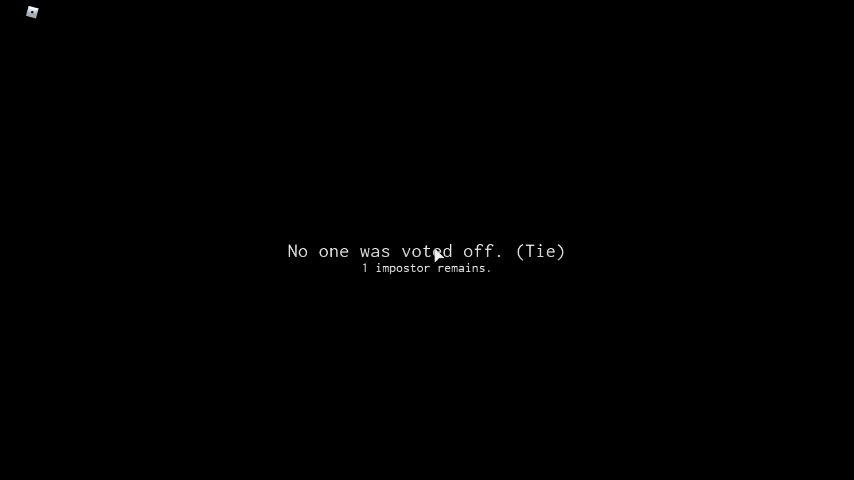 No one was voted off. (Tie)
1 impostor remains.